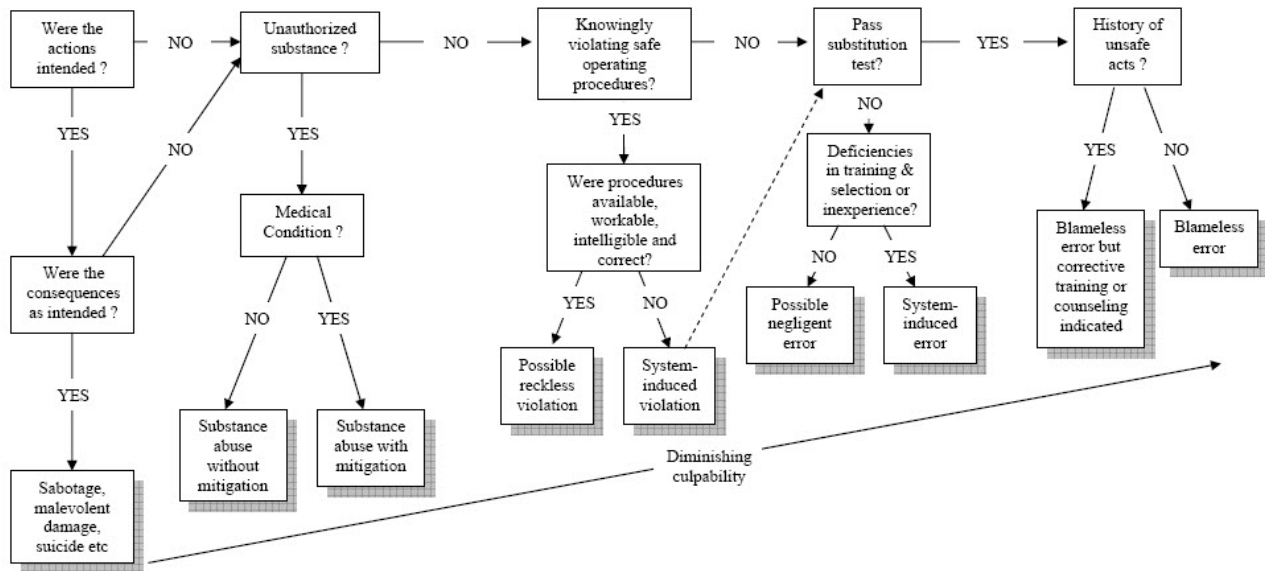 Were the
actions
intended ?
NO
Unauthorized
substance ?
NO
Knowingly
violating safe
operating
procedures?
NO
Pass
substitution
test?
YES
History of
unsafe
acts ?
YES
NO
YES
YES
NO
YES
NO
Were the
consequences
as intended ?
Medical
Condition ?
Were procedures
available,
workable,
intelligible and
correct?
Deficiencies
in training &
selection or
inexperience?
Blameless
error but
corrective
training or
counseling
indicated
Blameless
error
YES
NO
YES
YES
NO
NO
YES
Sabotage,
malevolent
damage,
suicide etc
Substance
abuse
without
mitigation
Substance
abuse with
mitigation
Possible
reckless
violation
System-
induced
violation
Possible
negligent
error
System-
induced
error
Diminishing
culpability